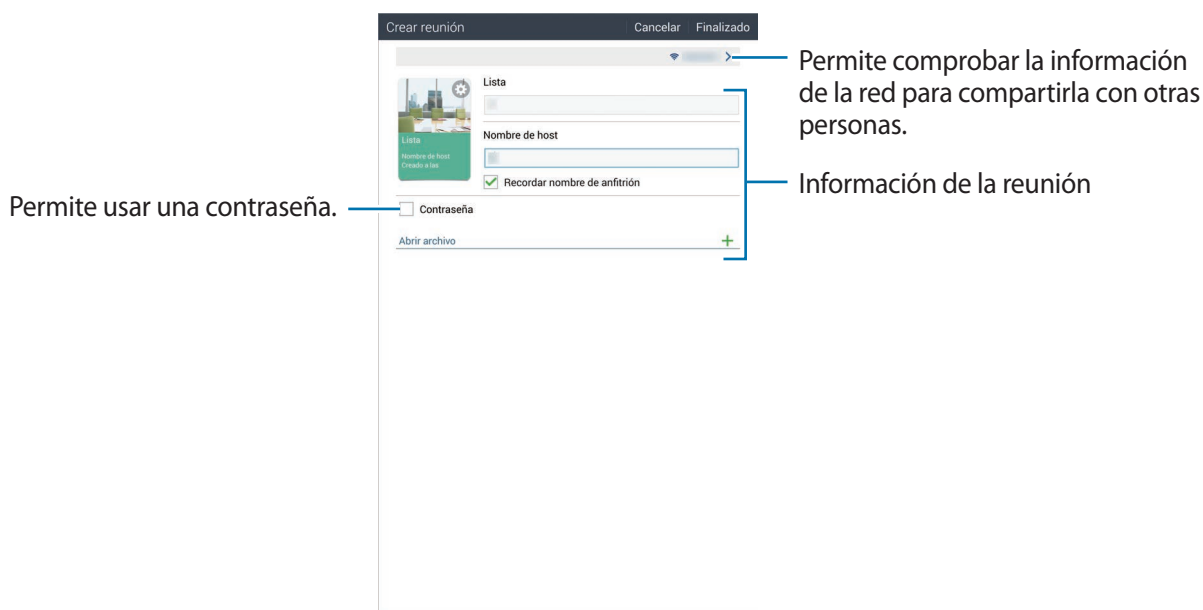 Crear reunión Cancelar Finalizado
Permite comprobar la información
de la red para compartirla con otras
personas.
Lista
Nombre de host
Lista
Nombre de host
Creado a las
Recordar nombre de anfitrión
Información de la reunión
Permite usar una contraseña.
Contraseña
Abrir archivo